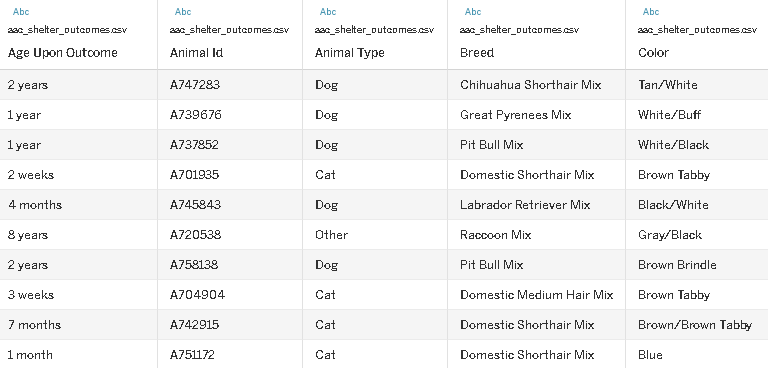 Abc Abc Abc Abc Abc
aac_shelter_outcomes.csv aac_shelter_outcomes.csv aac_shelter_outcomes.csv aac_shelter_outcomes.csv aac_shelter_outcomes.csv
Age Upon Outcome Animal Id Animal Type Breed Color
2 years A747283 Dog Chihuahua Shorthair Mix Tan/White
1 year A739676 Dog Great Pyrenees Mix White/Buff
1 year A737852 Dog Pit Bull Mix White/Black
2 weeks A701935 Cat Domestic Shorthair Mix Brown Tabby
4 months A745843 Dog Labrador Retriever Mix Black/White
8 years A720538 Other Raccoon Mix Gray/Black
2 years A758138 Dog Pit Bull Mix Brown Brindle
3 weeks A704904 Cat Domestic Medium Hair Mix Brown Tabby
7 months A742915 Cat Domestic Shorthair Mix Brown/Brown Tabby
1 month A751172 Cat Domestic Shorthair Mix Blue